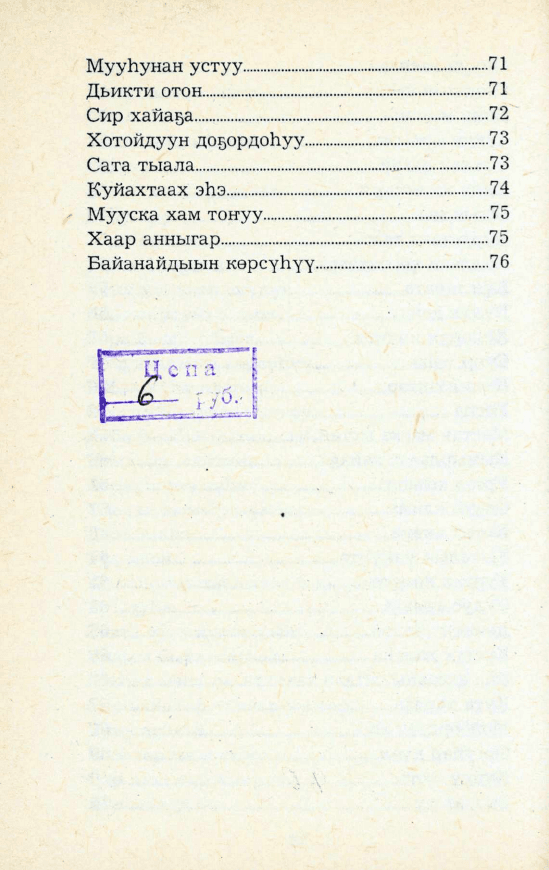 Мууһунан устуу 71
Дьикти отон 71
Сир хайаҕа 72
Хотойдуун доҕордоһуу 73
Сата тыала 73
Куйахтаах эһэ 74
Мууска хам тоҥуу 75
Хаар анныгар 75
Байанайдыын көрсүһүү 76
Цена
6 руб.